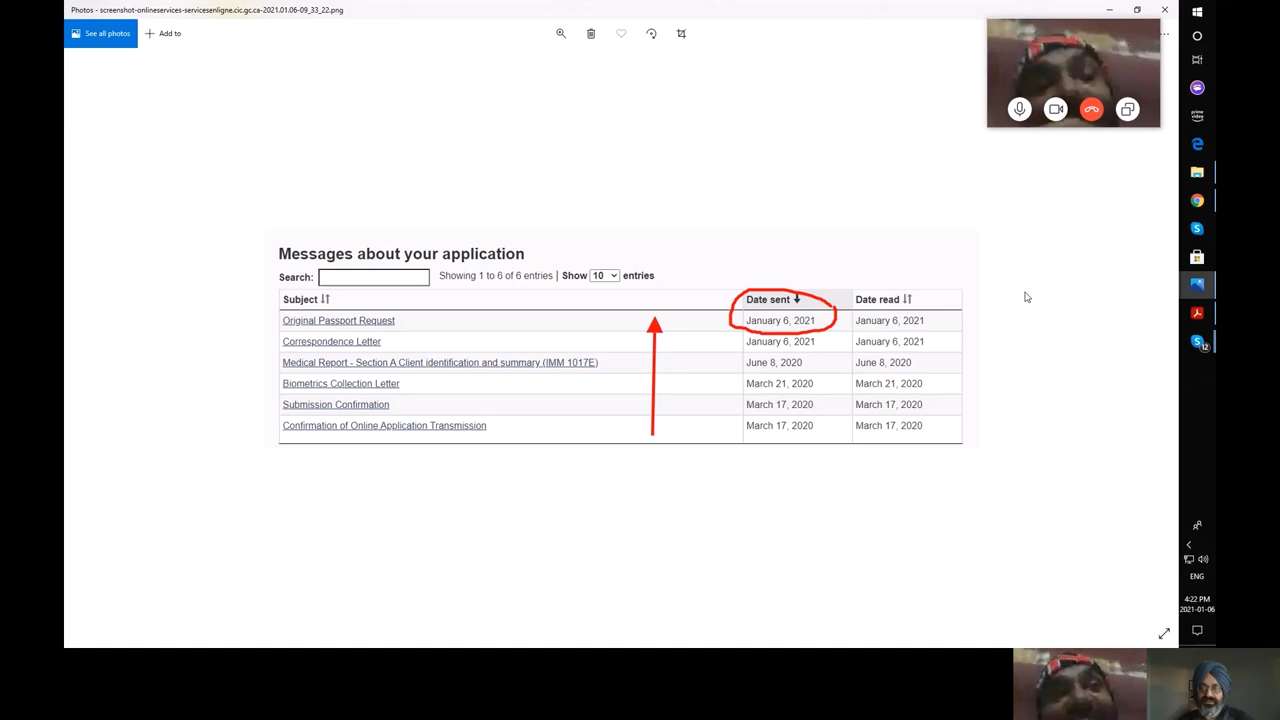 Photos - screenshot-onlineservices-servicesenligne.cic.gc.ca-2021.01.06-09_33_22.png
See all photos
Add to
Messages about your application
Search: Showing 1 to 6 of 6 entries | Show 10 entries
Subject Date sent Date read
Original Passport Request January 6, 2021 January 6, 2021
Correspondence Letter January 6, 2021 January 6, 2021
Medical Report - Section A Client identification and summary (IMM 1017E) June 8, 2020 June 8, 2020
Biometrics Collection Letter March 21, 2020 March 21, 2020
Submission Confirmation March 17, 2020 March 17, 2020
Confirmation of Online Application Transmission March 17, 2020 March 17, 2020
prime video
12
ENG
4:22 PM
2021-01-06